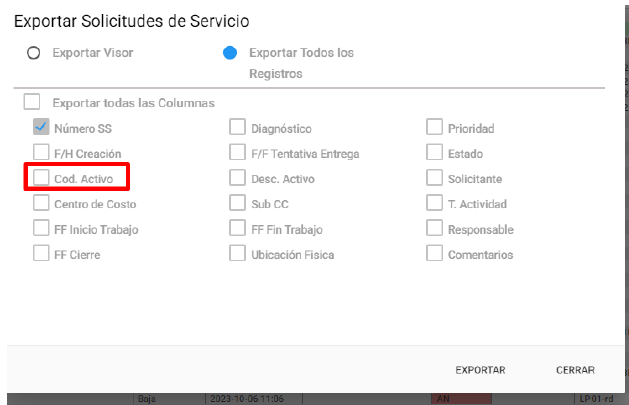 Exportar Solicitudes de Servicio
Exportar Visor
Exportar Todos los
Registros
Exportar todas las Columnas
Número SS
Diagnóstico
Prioridad
F/H Creación
F/F Tentativa Entrega
Estado
Cod. Activo
Desc. Activo
Solicitante
Centro de Costo
Sub CC
T. Actividad
FF Inicio Trabajo
FF Fin Trabajo
Responsable
FF Cierre
Ubicación Fisica
Comentarios
EXPORTAR
CERRAR
Baja
2023-10-06 11:06
AN
LP01-rd